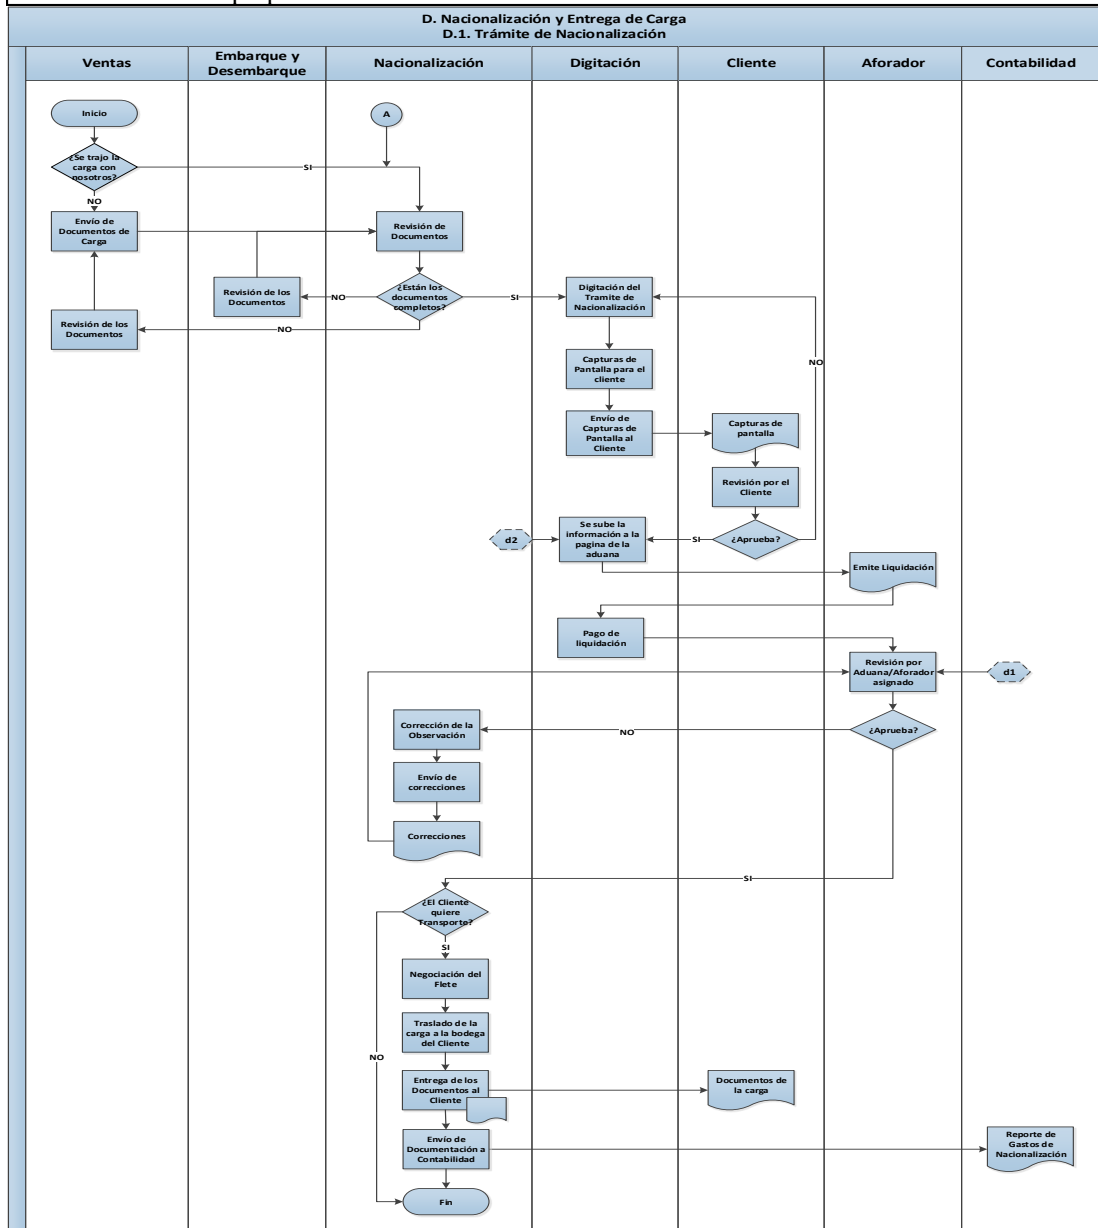 D. Nacionalización y Entrega de Carga
D.1. Trámite de Nacionalización
Ventas
Embarque y
Desembarque
Nacionalización
Digitación
Cliente
Aforador
Contabilidad
Inicio
A
¿Se trajo la
carga con
nosotros?
SI
NO
Envío de
Documentos de
Carga
Revisión de
Documentos
Revisión de los
Documentos
NO
¿Están los
documentos
completos?
SI
Digitación del
Tramite de
Nacionalización
Revisión de los
Documentos
NO
Capturas de
Pantalla para el
cliente
NO
Envío de
Capturas de
Pantalla al
Cliente
Capturas de
pantalla
Revisión por el
Cliente
d2
Se sube la
información a la
pagina de la
aduana
SI
¿Aprueba?
Emite Liquidación
Pago de
liquidación
Revisión por
Aduana/Aforador
asignado
d1
Corrección de la
Observación
NO
¿Aprueba?
Envío de
correcciones
Correcciones
SI
¿El Cliente
quiere
Transporte?
SI
Negociación del
Flete
Traslado de la
carga a la bodega
del Cliente
NO
Entrega de los
Documentos al
Cliente
Documentos de
la carga
Envío de
Documentación a
Contabilidad
Reporte de
Gastos de
Nacionalización
Fin